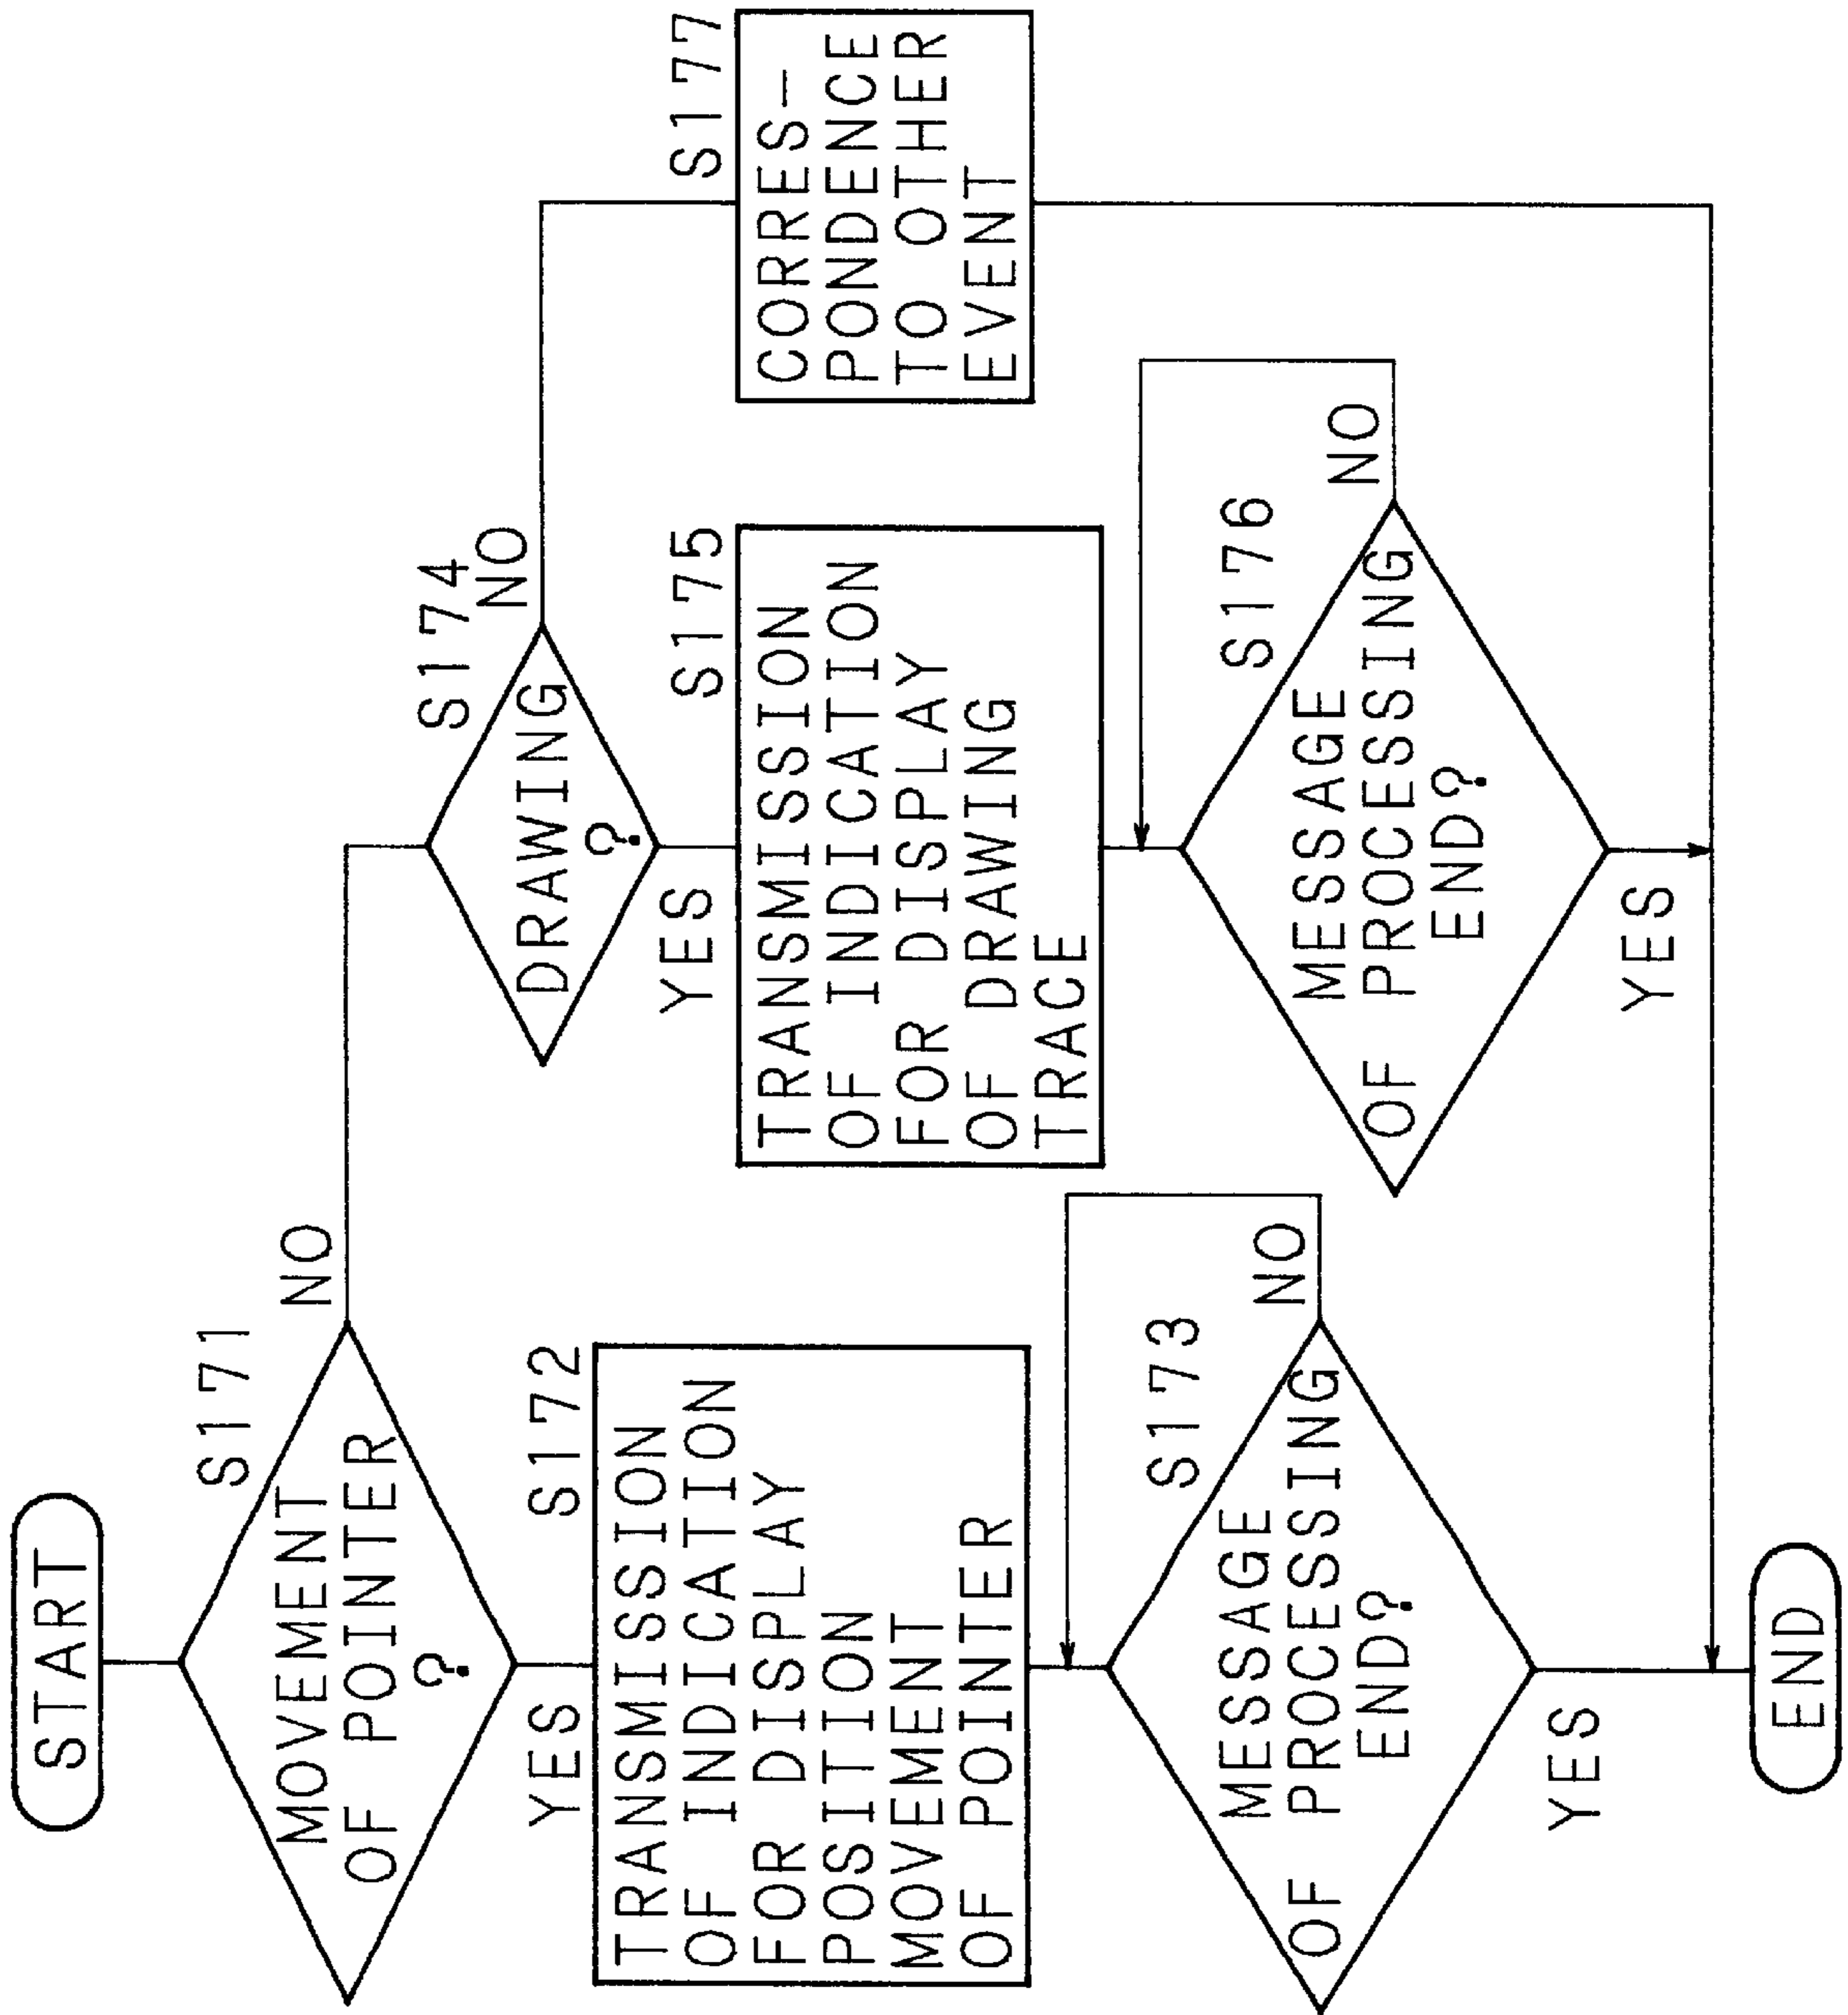 START
S171
MOVEMENT
OF POINTER
?
NO
YES
S172
TRANSMISSION
OF INDICATION
FOR DISPLAY
POSITION
MOVEMENT
OF POINTER
S173
MESSAGE
OF PROCESSING
END?
NO
YES
S174
DRAWING
?
NO
YES
S175
TRANSMISSION
OF INDICATION
FOR DISPLAY
OF DRAWING
TRACE
S176
MESSAGE
OF PROCESSING
END?
NO
YES
S177
CORRES-
PONDENCE
TO OTHER
EVENT
END